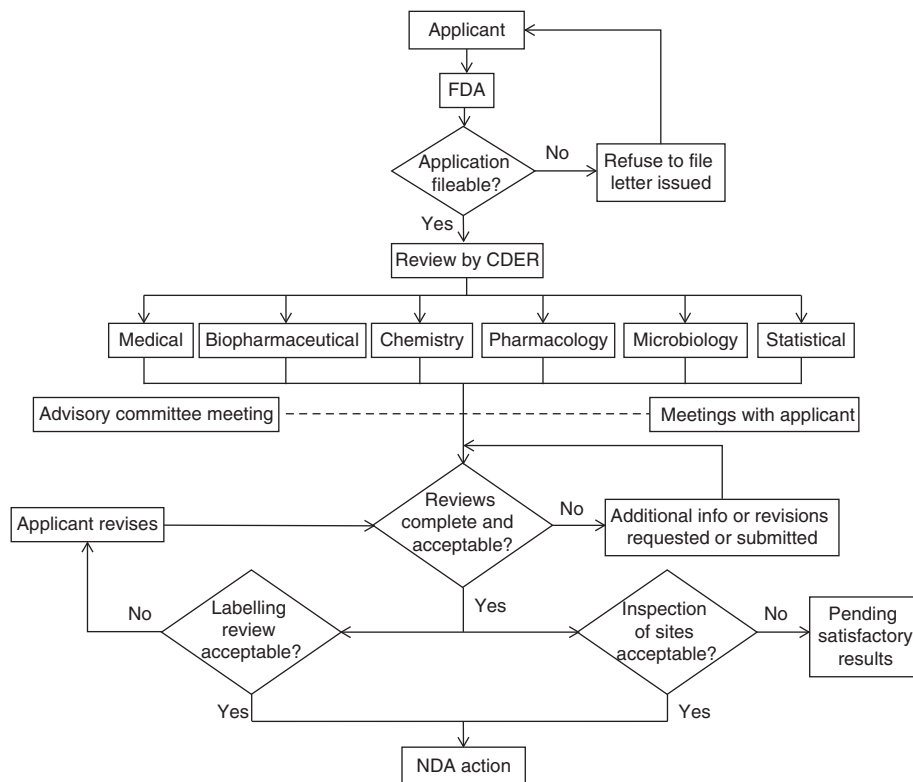 Applicant
FDA
Application
fileable?
No
Refuse to file
letter issued
Yes
Review by CDER
Medical
Biopharmaceutical
Chemistry
Pharmacology
Microbiology
Statistical
Advisory committee meeting
Meetings with applicant
Applicant revises
Reviews
complete and
acceptable?
No
Additional info or revisions
requested or submitted
Yes
No
Labelling
review
acceptable?
Inspection
of sites
acceptable?
No
Pending
satisfactory
results
Yes
Yes
NDA action